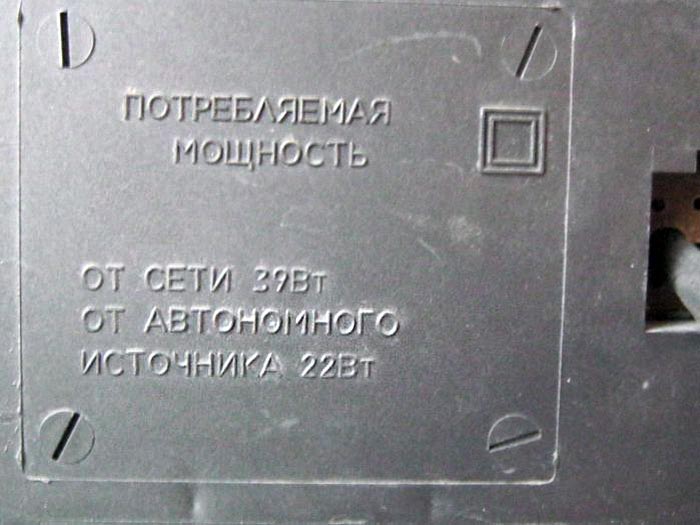 ПОТРЕБЛЯЕМАЯ
МОЩНОСТЬ
ОТ СЕТИ 39Вт
ОТ АВТОНОМНОГО
ИСТОЧНИКА 22Вт